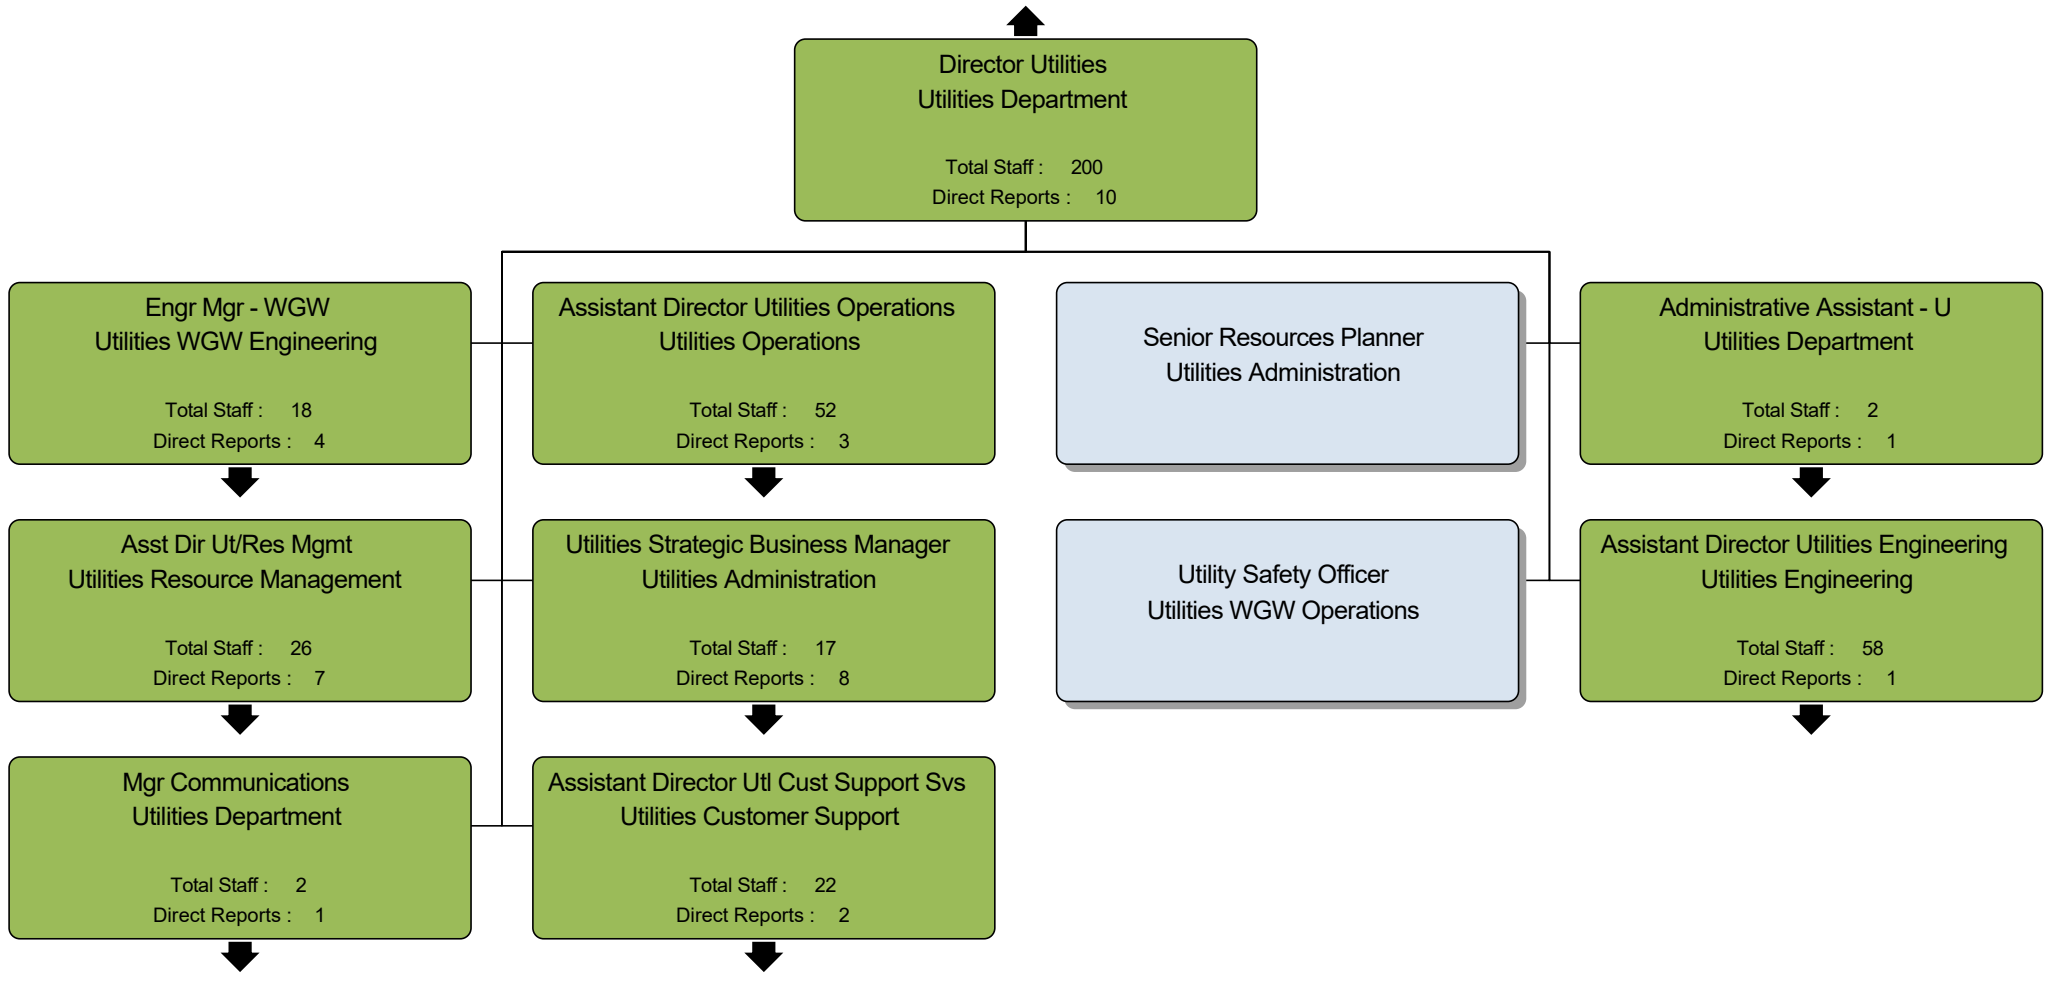 Director Utilities
Utilities Department
Total Staff : 200
Direct Reports : 10
Engr Mgr - WGW
Utilities WGW Engineering
Total Staff : 18
Direct Reports : 4
Assistant Director Utilities Operations
Utilities Operations
Total Staff : 52
Direct Reports : 3
Senior Resources Planner
Utilities Administration
Administrative Assistant - U
Utilities Department
Total Staff : 2
Direct Reports : 1
Asst Dir Ut/Res Mgmt
Utilities Resource Management
Total Staff : 26
Direct Reports : 7
Utilities Strategic Business Manager
Utilities Administration
Total Staff : 17
Direct Reports : 8
Utility Safety Officer
Utilities WGW Operations
Assistant Director Utilities Engineering
Utilities Engineering
Total Staff : 58
Direct Reports : 1
Mgr Communications
Utilities Department
Total Staff : 2
Direct Reports : 1
Assistant Director Utl Cust Support Svs
Utilities Customer Support
Total Staff : 22
Direct Reports : 2